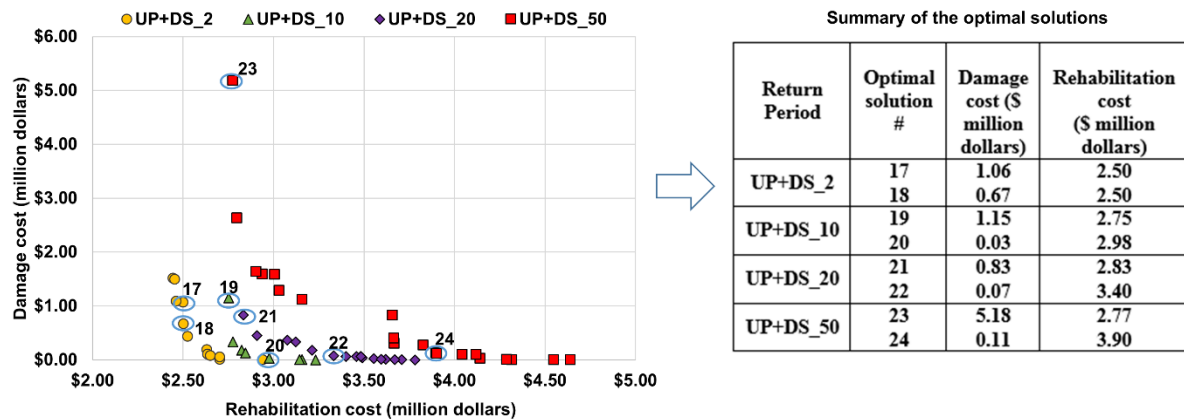 UP+DS_2 UP+DS_10 UP+DS_20 UP+DS_50
Damage cost (million dollars)
$6.00
$5.00
$4.00
$3.00
$2.00
$1.00
$0.00
23
17
19
21
18
20
22
24
$2.00 $2.50 $3.00 $3.50 $4.00 $4.50 $5.00
Rehabilitation cost (million dollars)
Summary of the optimal solutions
Return
Period
Optimal
solution
#
Damage
cost ($
million
dollars)
Rehabilitation
cost
($ million
dollars)
UP+DS_2
17 1.06 2.50
18 0.67 2.50
UP+DS_10
19 1.15 2.75
20 0.03 2.98
UP+DS_20
21 0.83 2.83
22 0.07 3.40
UP+DS_50
23 5.18 2.77
24 0.11 3.90